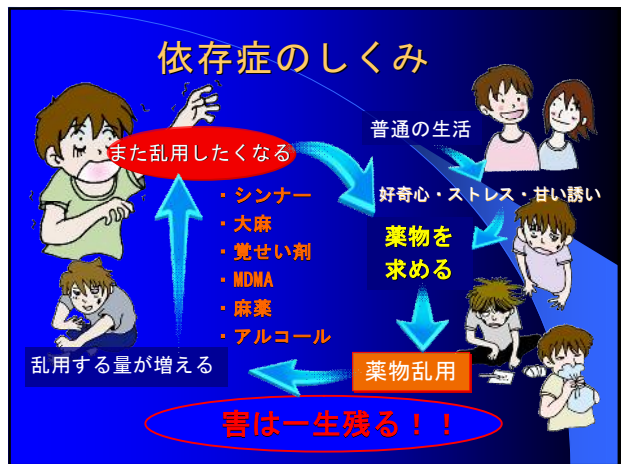 依存症のしくみ
普通の生活
また乱用したくなる
好奇心・ストレス・甘い誘い
・シンナー
・大麻
・覚せい剤
・MDMA
・麻薬
・アルコール
薬物を
求める
乱用する量が増える
薬物乱用
害は一生残る！！